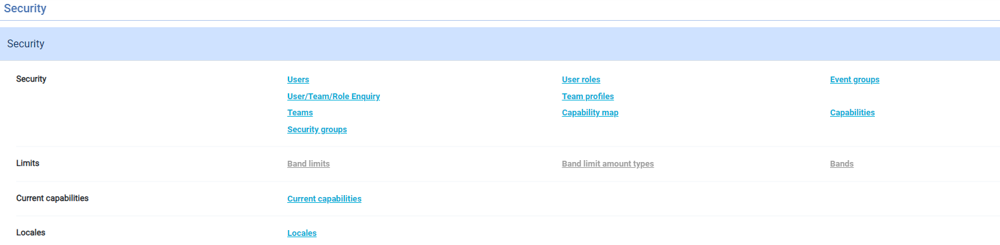 Security
Security
Security Users User roles Event groups
User/Team/Role Enquiry Team profiles
Teams Capability map Capabilities
Security groups
Limits Band limits Band limit amount types Bands
Current capabilities Current capabilities
Locales Locales